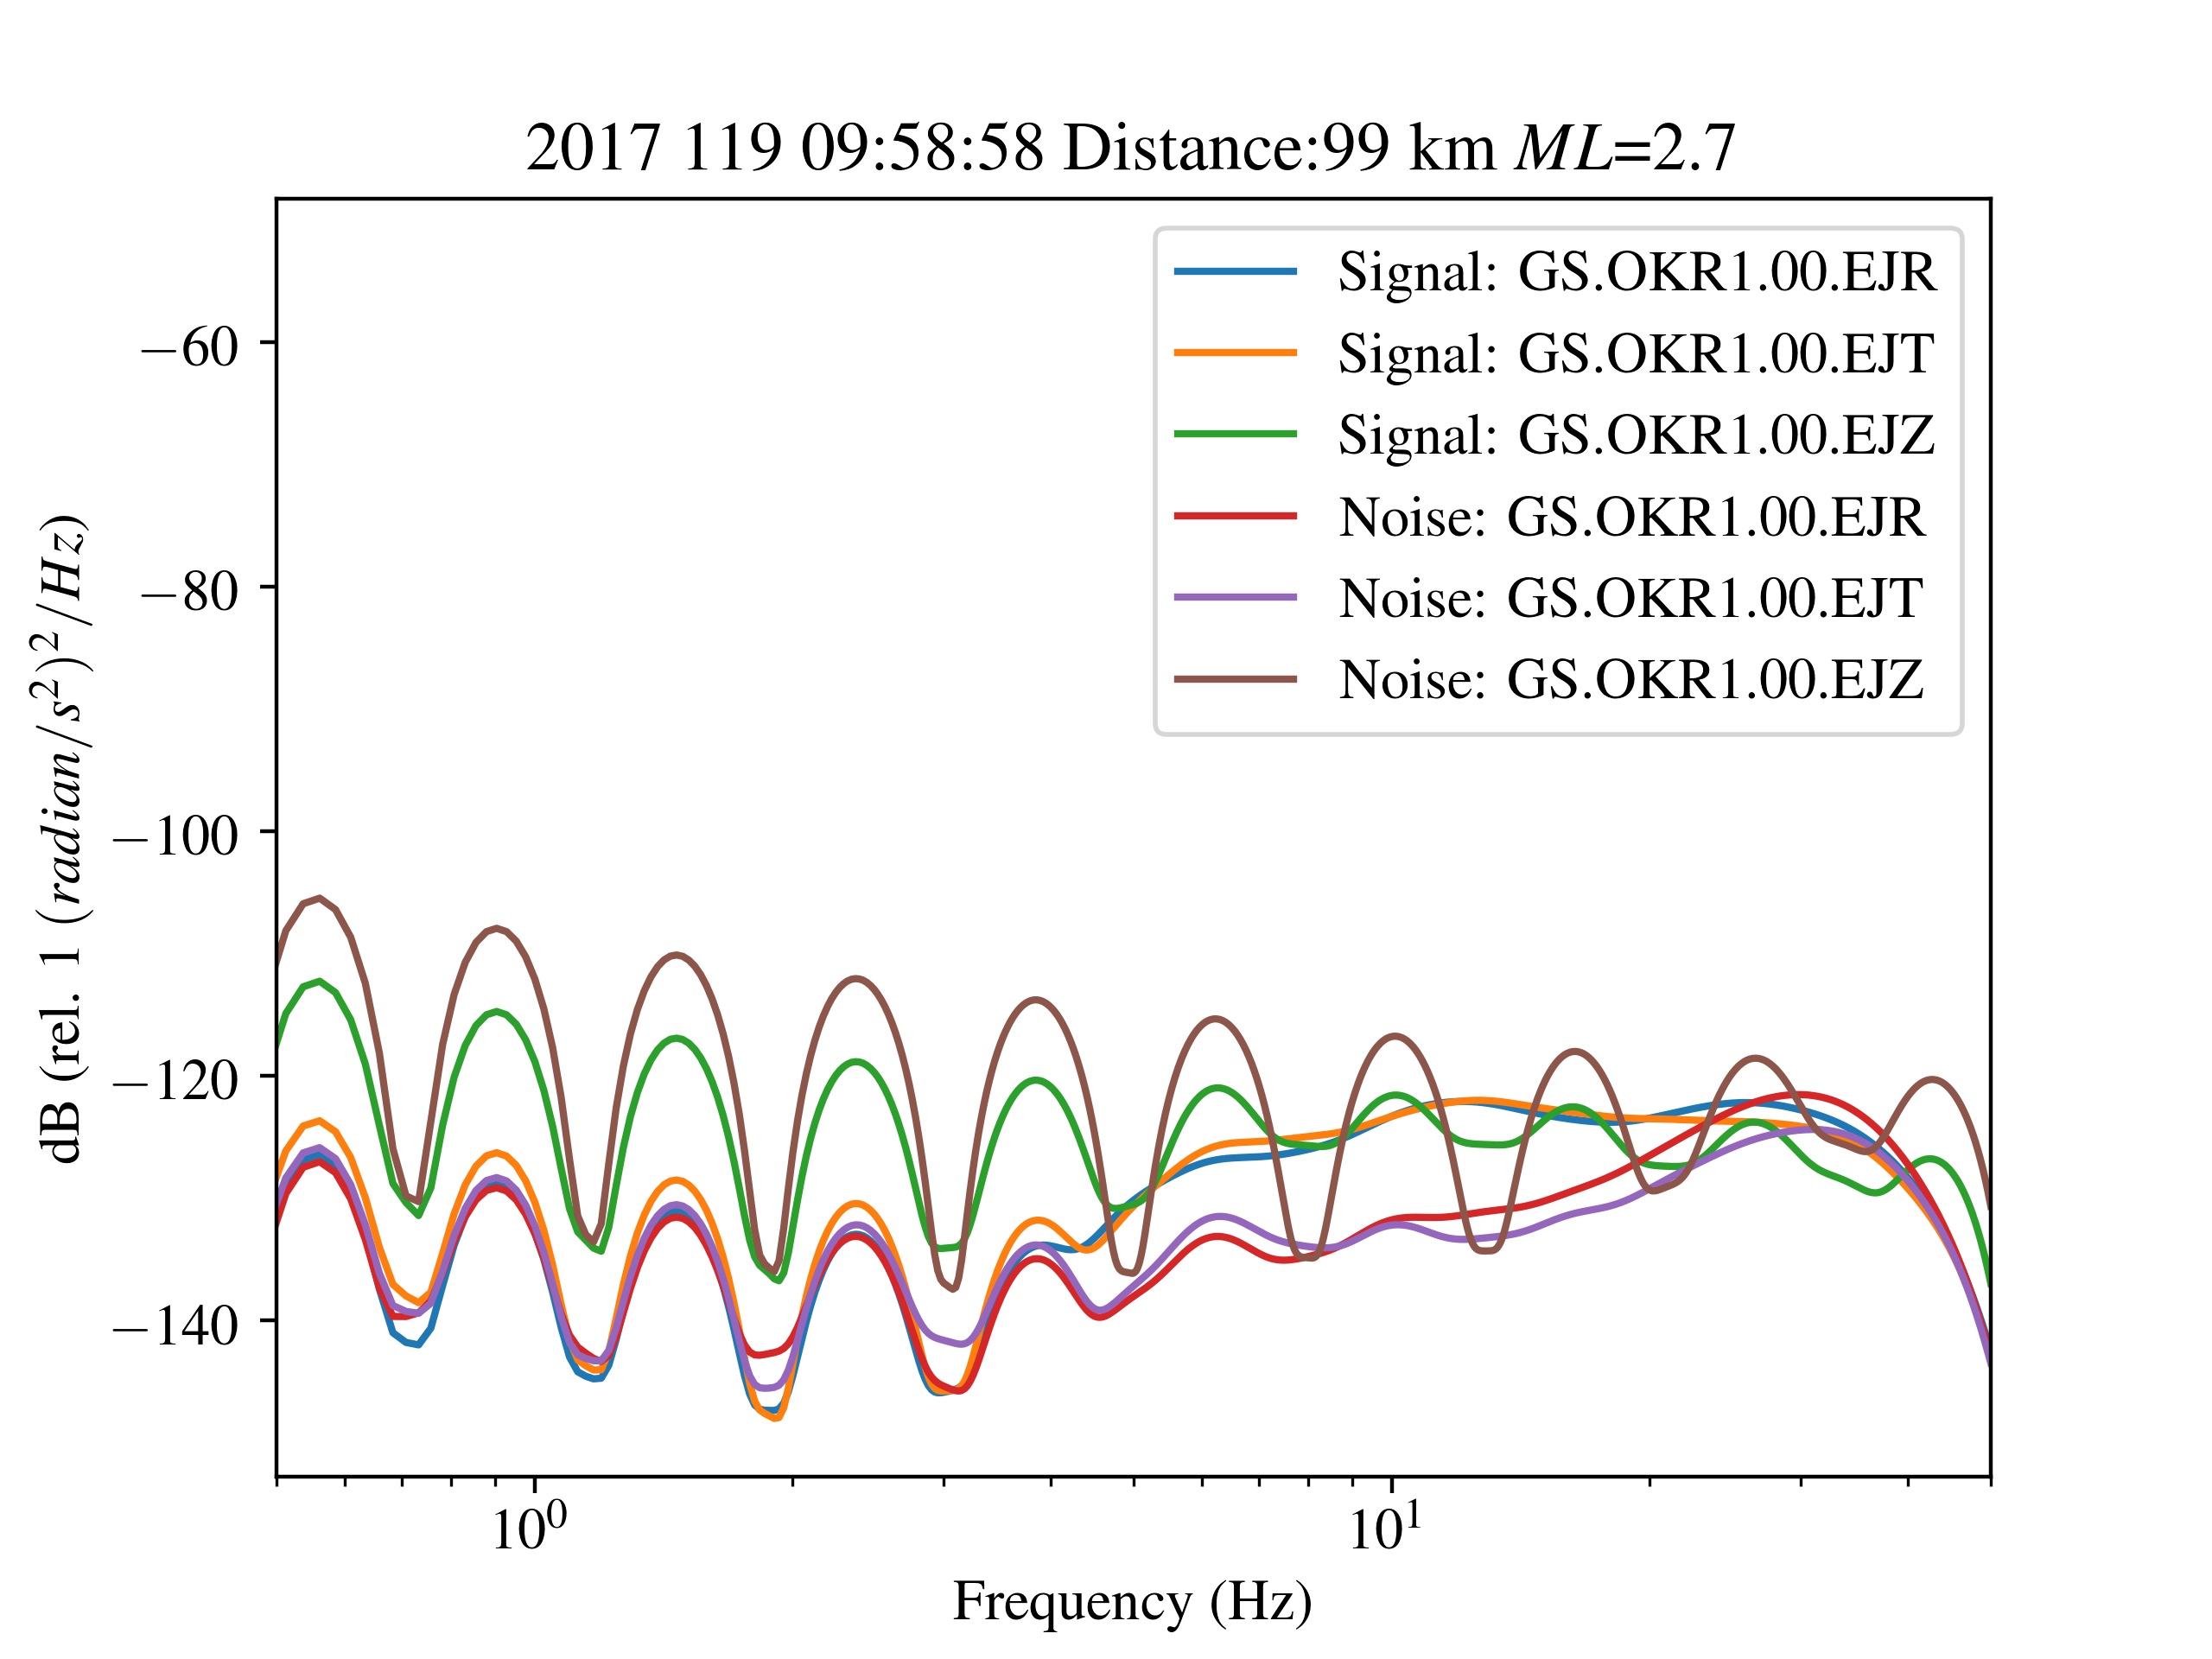 2017 119 09:58:58 Distance:99 km ML=2.7
Signal: GS.OKR1.00.EJR
Signal: GS.OKR1.00.EJT
Signal: GS.OKR1.00.EJZ
Noise: GS.OKR1.00.EJR
Noise: GS.OKR1.00.EJT
Noise: GS.OKR1.00.EJZ
dB (rel. 1 (radian/s²)²/Hz)
−60
−80
−100
−120
−140
10⁰ 10¹
Frequency (Hz)